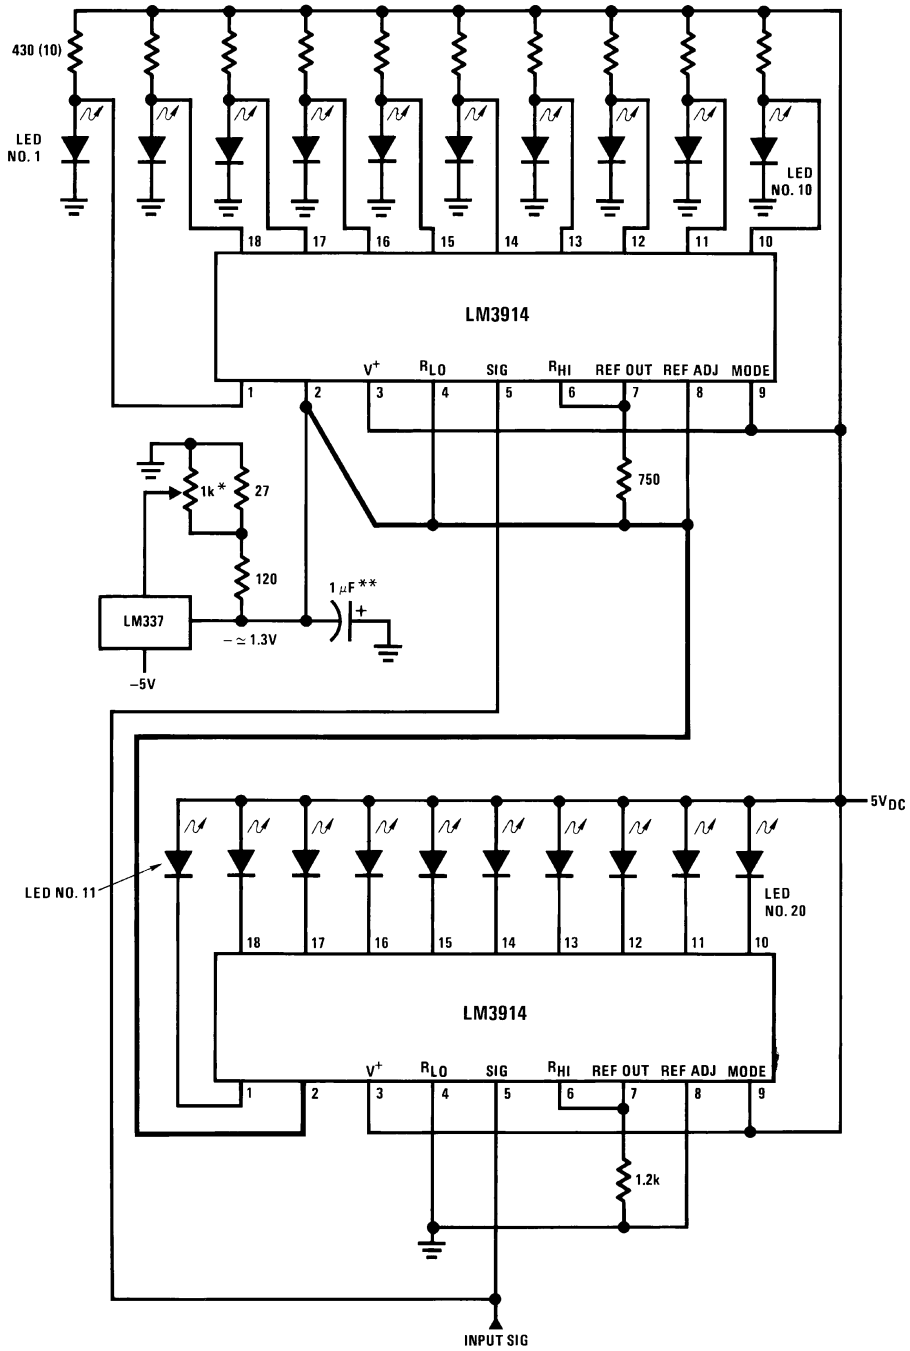 430 (10)
LED
NO. 1
LED
NO. 10
18 17 16 15 14 13 12 11 10
LM3914
V+ RLO SIG RHI REF OUT REF ADJ MODE
1 2 3 4 5 6 7 8 9
1k* 27
750
120
1 μF**
+
LM337
– ≃ 1.3V
–5V
5VDC
LED NO. 11
LED
NO. 20
18 17 16 15 14 13 12 11 10
LM3914
V+ RLO SIG RHI REF OUT REF ADJ MODE
1 2 3 4 5 6 7 8 9
1.2k
INPUT SIG